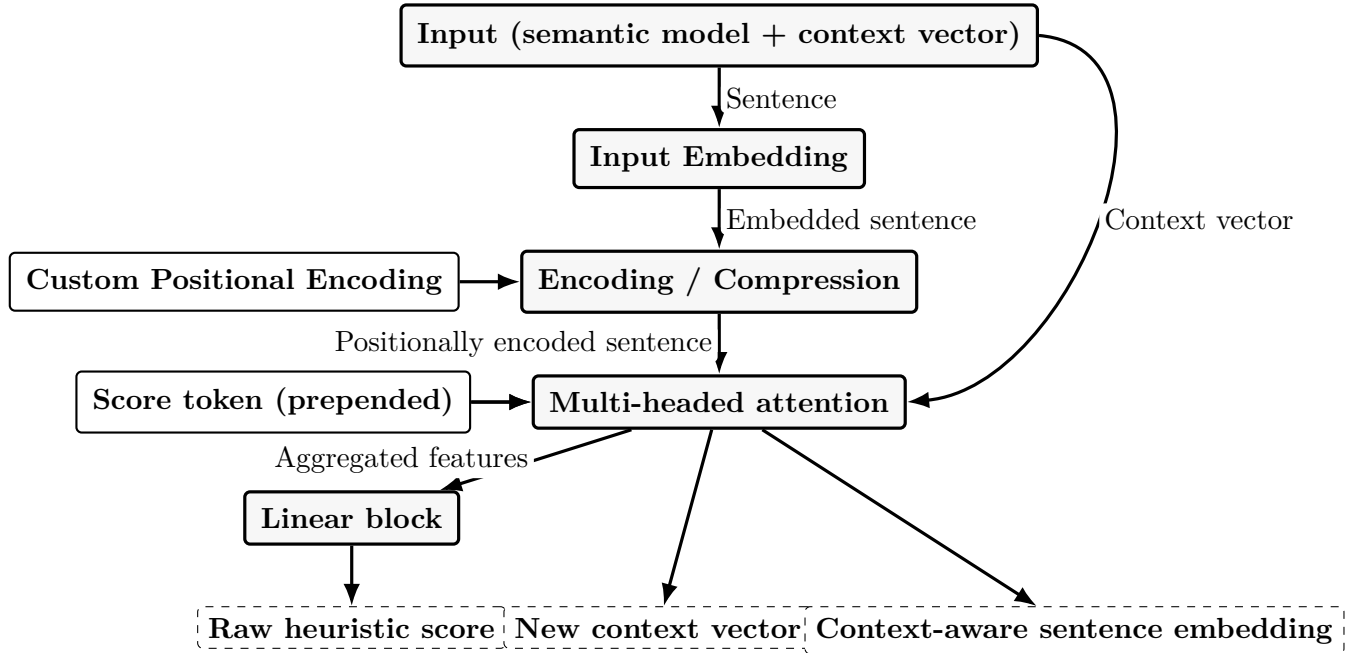 Input (semantic model + context vector)
Sentence
Input Embedding
Embedded sentence
Context vector
Custom Positional Encoding
Encoding / Compression
Positionally encoded sentence
Score token (prepended)
Multi-headed attention
Aggregated features
Linear block
Raw heuristic score
New context vector
Context-aware sentence embedding